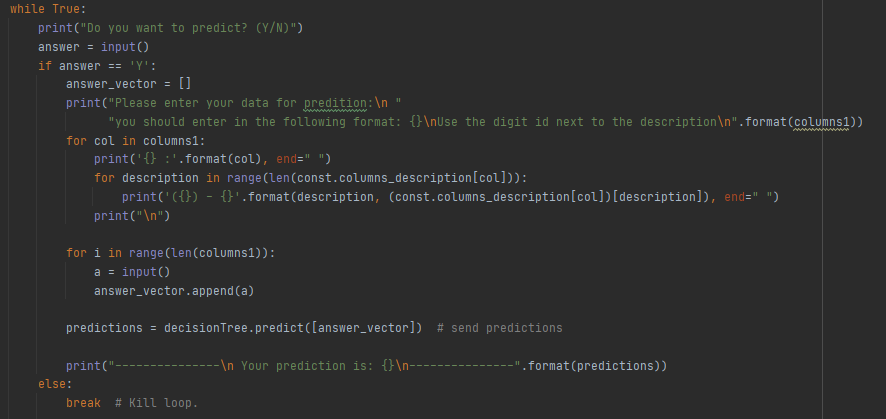 while True:
    print("Do you want to predict? (Y/N)")
    answer = input()
    if answer == 'Y':
        answer_vector = []
        print("Please enter your data for predition:\n "
              "you should enter in the following format: {}\nUse the digit id next to the description\n".format(columns1))
        for col in columns1:
            print('{} :'.format(col), end=" ")
            for description in range(len(const.columns_description[col])):
                print('({}) - {}'.format(description, (const.columns_description[col])[description]), end=" ")
            print("\n")

        for i in range(len(columns1)):
            a = input()
            answer_vector.append(a)

        predictions = decisionTree.predict([answer_vector])  # send predictions

        print("---------------\n Your prediction is: {}\n---------------".format(predictions))
    else:
        break  # Kill loop.